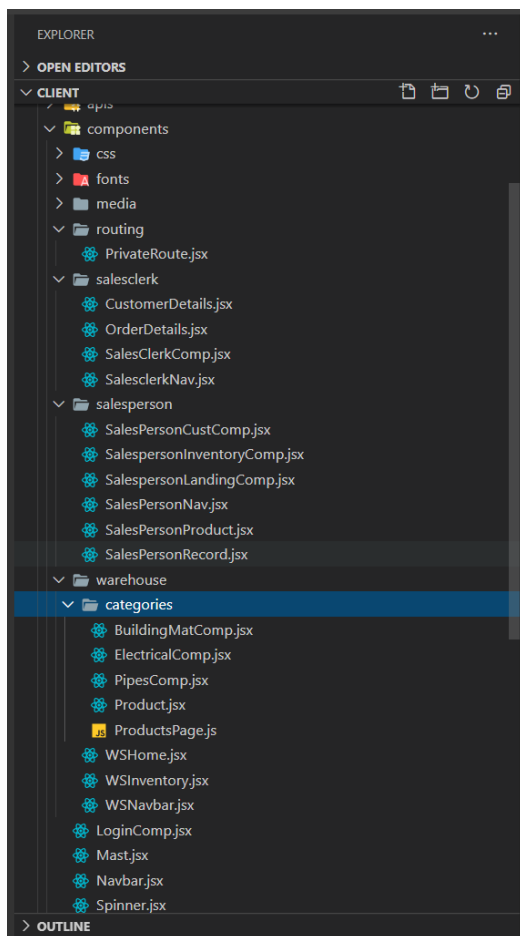 EXPLORER
OPEN EDITORS
CLIENT
apis
components
css
fonts
media
routing
PrivateRoute.jsx
salesclerk
CustomerDetails.jsx
OrderDetails.jsx
SalesClerkComp.jsx
SalesclerkNav.jsx
salesperson
SalesPersonCustComp.jsx
SalespersonInventoryComp.jsx
SalespersonLandingComp.jsx
SalesPersonNav.jsx
SalesPersonProduct.jsx
SalesPersonRecord.jsx
warehouse
categories
BuildingMatComp.jsx
ElectricalComp.jsx
PipesComp.jsx
Product.jsx
JS ProductsPage.js
WSHome.jsx
WSInventory.jsx
WSNavbar.jsx
LoginComp.jsx
Mast.jsx
Navbar.jsx
Spinner.jsx
OUTLINE